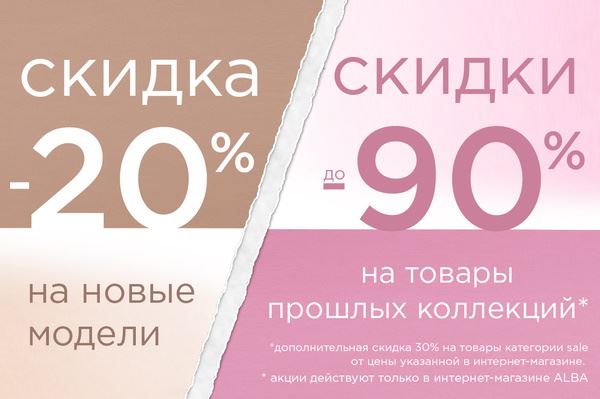 скидка
-20%
на новые
модели
скидки
до -90%
на товары
прошлых коллекций*
*дополнительная скидка 30% на товары категории sale
от цены указанной в интернет-магазине.
* акции действуют только в интернет-магазине ALBA